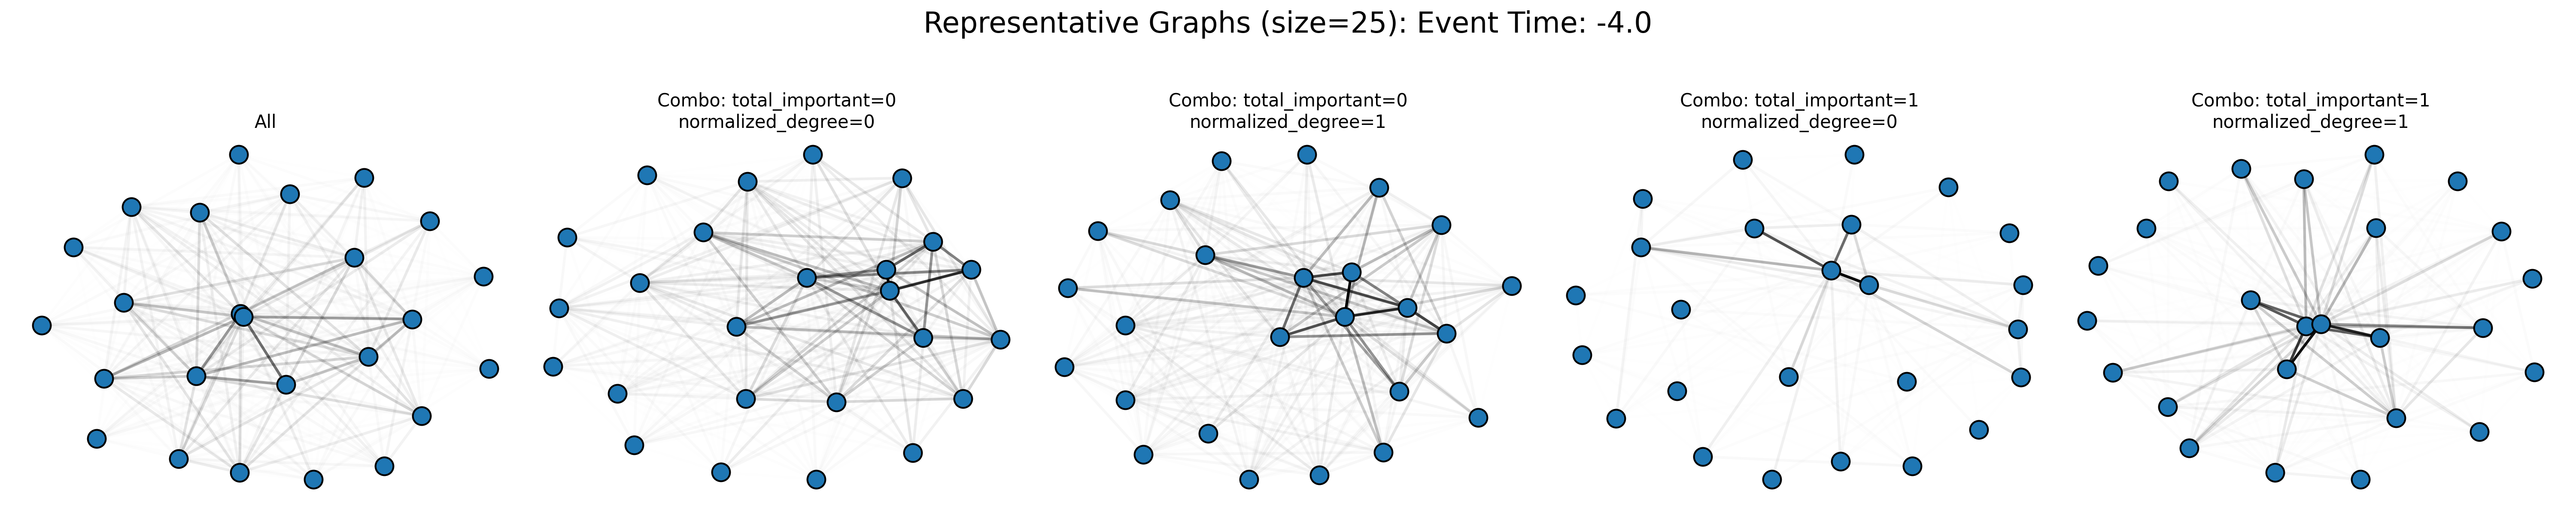 Representative Graphs (size=25): Event Time: -4.0
All
Combo: total_important=0
normalized_degree=0
Combo: total_important=0
normalized_degree=1
Combo: total_important=1
normalized_degree=0
Combo: total_important=1
normalized_degree=1